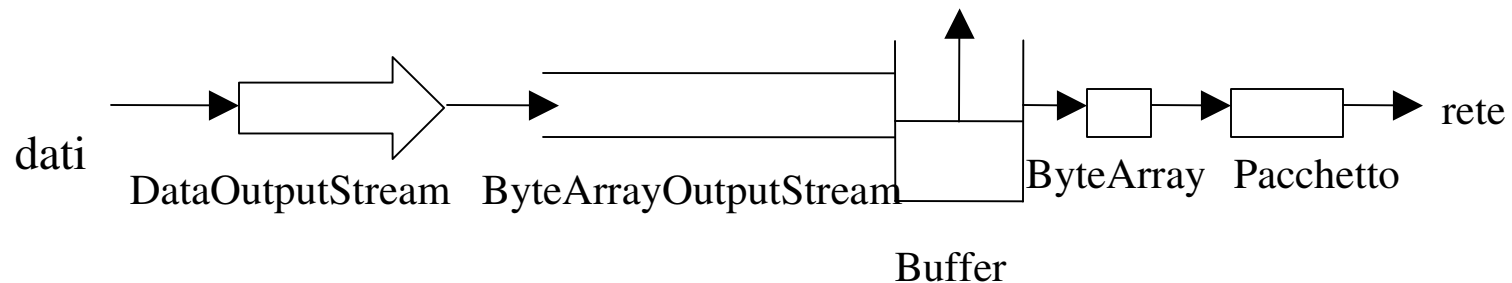 dati
DataOutputStream
ByteArrayOutputStream
Buffer
ByteArray
Pacchetto
rete